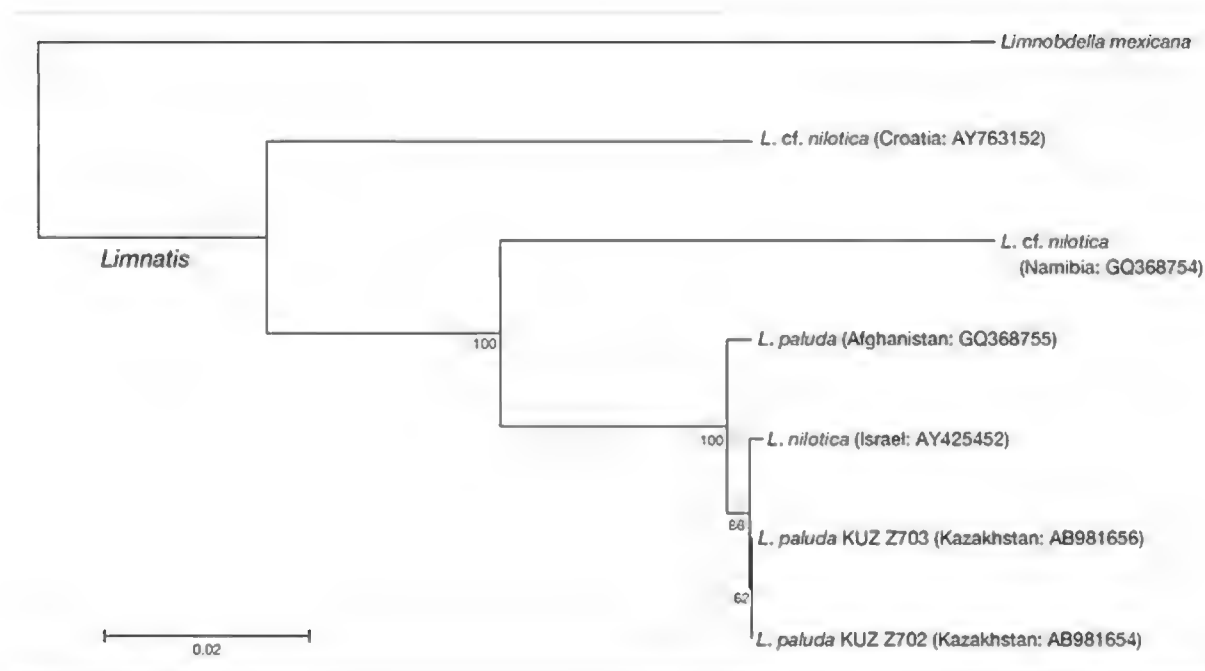 Limnobdella mexicana
L. cf. nilotica (Croatia: AY763152)
L. cf. nilotica
(Namibia: GQ368754)
Limnatis
100
L. paluda (Afghanistan: GQ368755)
100
L. nilotica (Israel: AY425452)
88
L. paluda KUZ Z703 (Kazakhstan: AB981656)
62
L. paluda KUZ Z702 (Kazakhstan: AB981654)
0.02